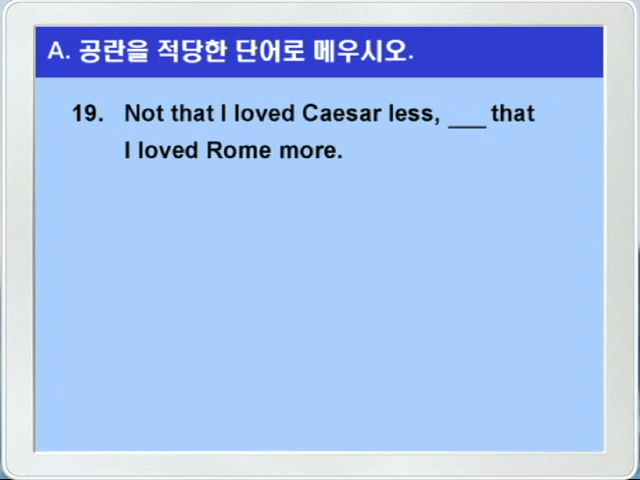 A. 공란을 적당한 단어로 메우시오.
19. Not that I loved Caesar less, ___ that
I loved Rome more.